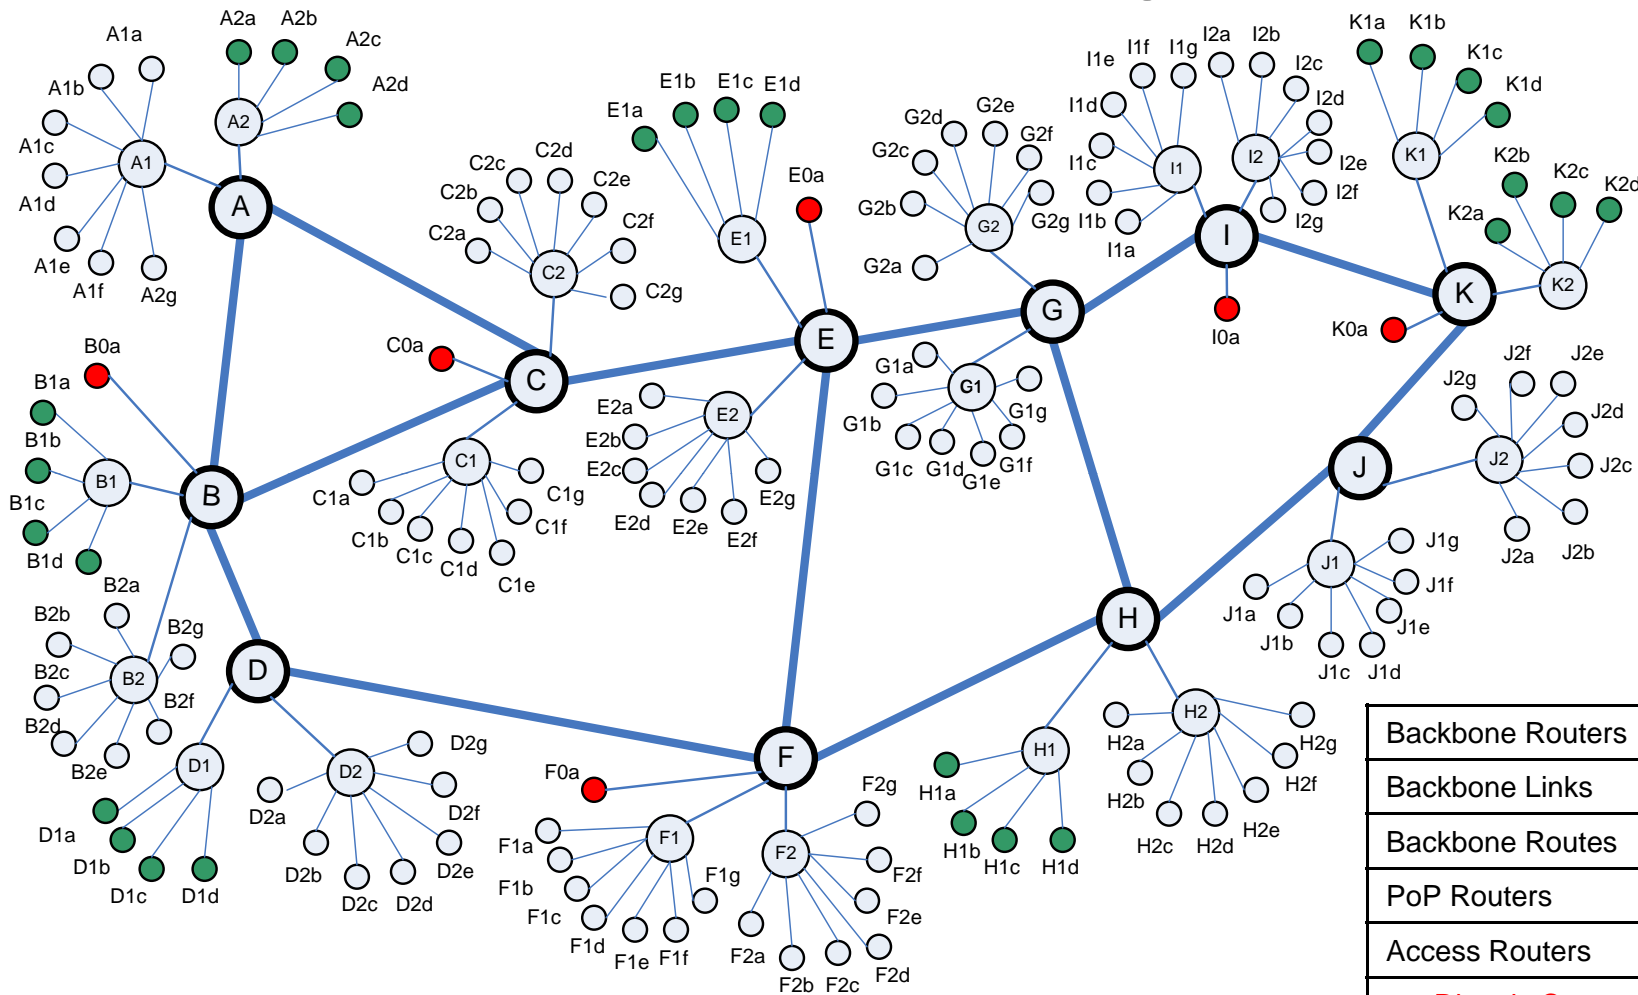 A1a
A1b
A1c
A1d
A1e
A1f
A2g
A1
A2a
A2b
A2c
A2d
A2
A
B0a
B1a
B1b
B1c
B1d
B1
B
B2a
B2b
B2c
B2d
B2e
B2f
B2g
B2
C0a
C
C2a
C2b
C2c
C2d
C2e
C2f
C2g
C2
C1
C1a
C1b
C1c
C1d
C1e
C1f
C1g
D
D1
D1a
D1b
D1c
D1d
D2
D2a
D2b
D2c
D2d
D2e
D2f
D2g
E1a
E1b
E1c
E1d
E1
E0a
E
E2
E2a
E2b
E2c
E2d
E2e
E2f
E2g
F0a
F
F1
F1a
F1b
F1c
F1d
F1e
F1f
F1g
F2
F2a
F2b
F2c
F2d
F2e
F2f
F2g
G2a
G2b
G2c
G2d
G2e
G2f
G2g
G2
G
G1
G1a
G1b
G1c
G1d
G1e
G1f
G1g
H
H1
H1a
H1b
H1c
H1d
H2
H2a
H2b
H2c
H2d
H2e
H2f
H2g
I1a
I1b
I1c
I1d
I1e
I1f
I1g
I1
I2a
I2b
I2c
I2d
I2e
I2f
I2g
I2
I
I0a
K1a
K1b
K1c
K1d
K1
K2a
K2b
K2c
K2d
K2
K
K0a
J
J2
J2a
J2b
J2c
J2d
J2e
J2f
J2g
J1
J1a
J1b
J1c
J1d
J1e
J1f
J1g
Backbone Routers
Backbone Links
Backbone Routes
PoP Routers
Access Routers